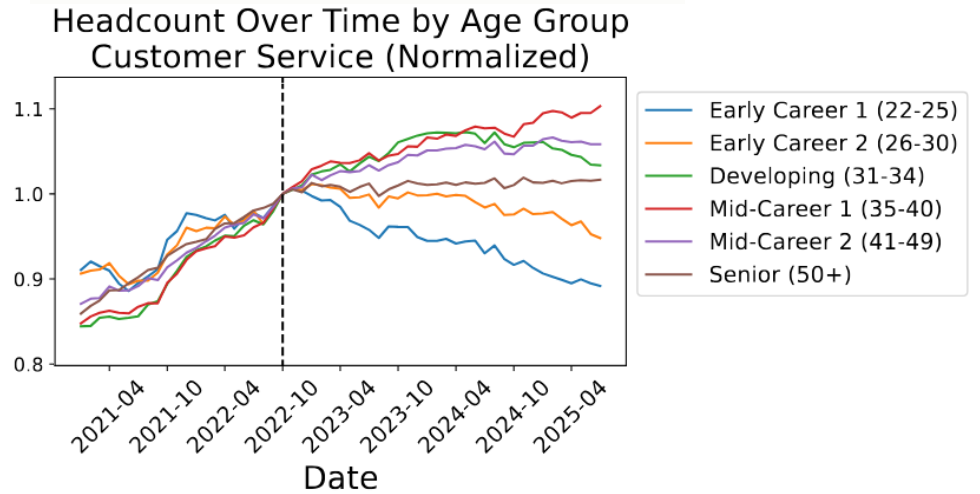 Headcount Over Time by Age Group
Customer Service (Normalized)
1.1
1.0
0.9
0.8
2021-04
2021-10
2022-04
2022-10
2023-04
2023-10
2024-04
2024-10
2025-04
Date
Early Career 1 (22-25)
Early Career 2 (26-30)
Developing (31-34)
Mid-Career 1 (35-40)
Mid-Career 2 (41-49)
Senior (50+)